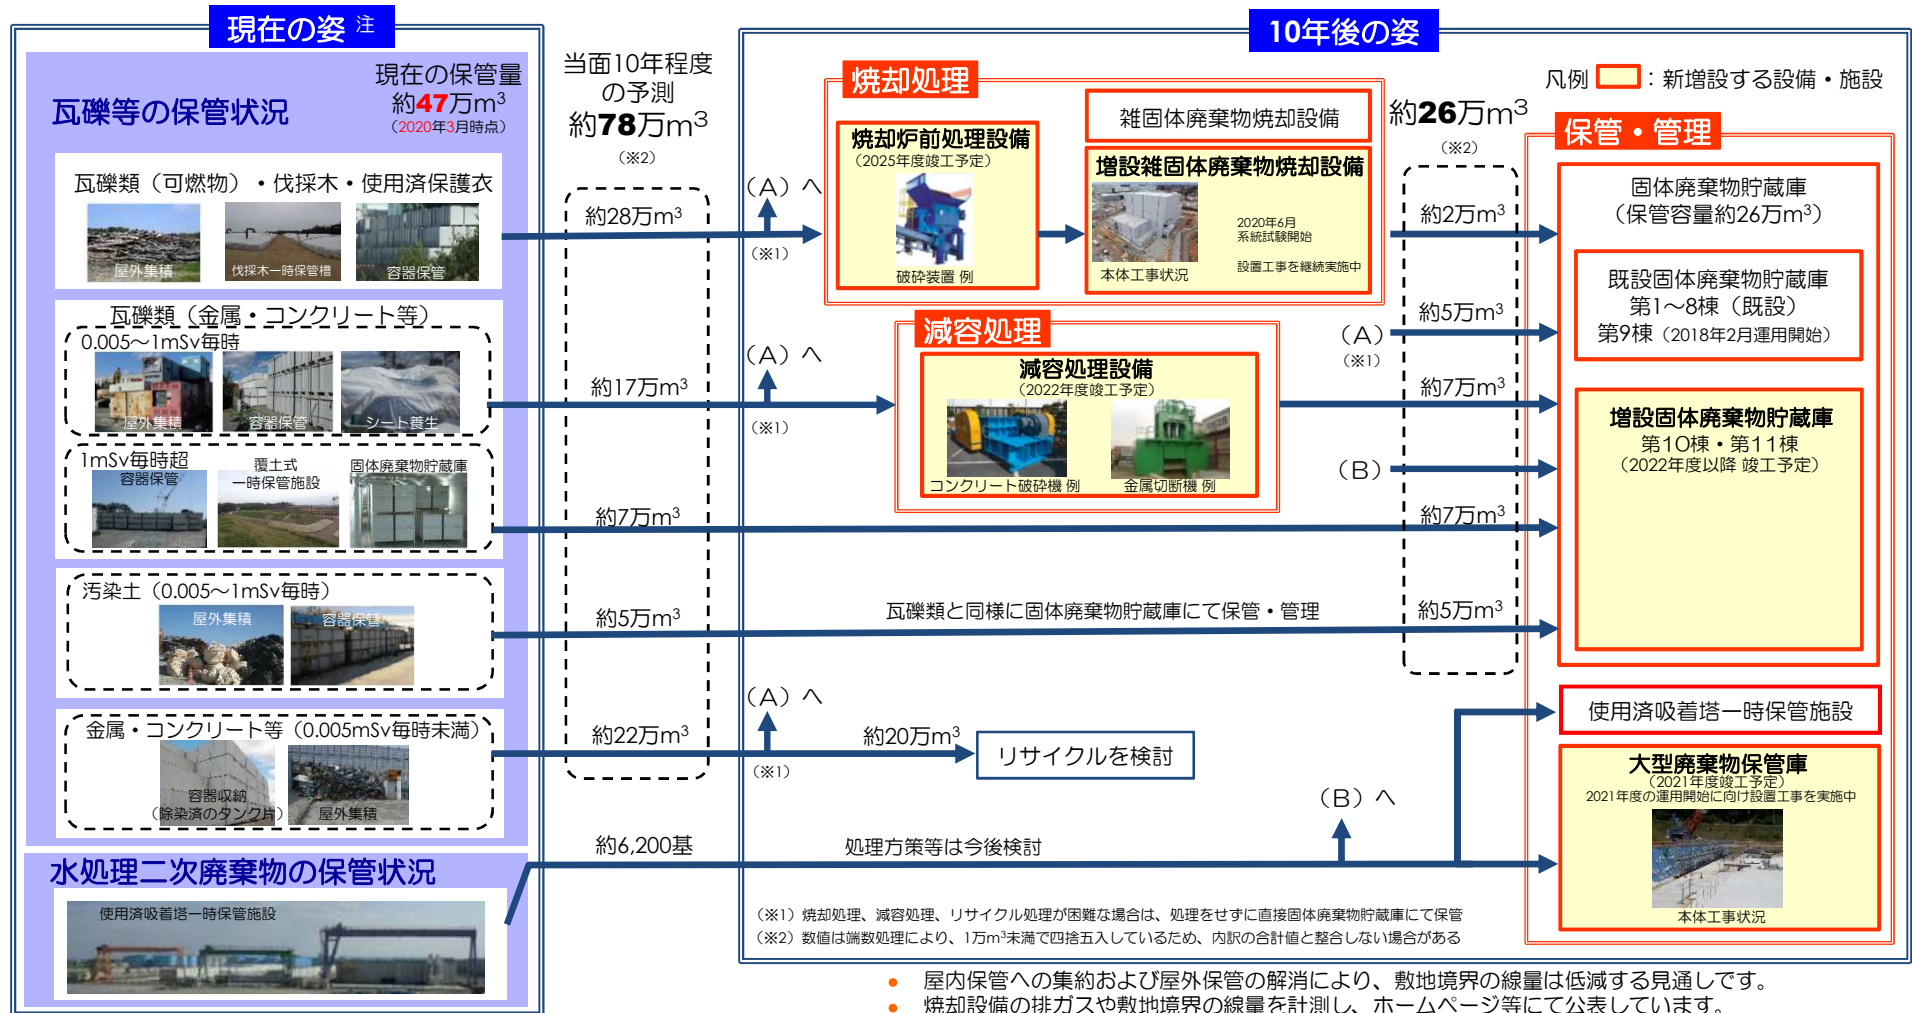 現在の姿 注
瓦礫等の保管状況
現在の保管量
約47万m³
（2020年3月時点）
瓦礫類（可燃物）・伐採木・使用済保護衣
屋外集積
伐採木一時保管槽
容器保管
瓦礫類（金属・コンクリート等）
0.005～1mSv毎時
屋外集積
容器保管
シート養生
1mSv毎時超
容器保管
覆土式
一時保管施設
固体廃棄物貯蔵庫
汚染土（0.005～1mSv毎時）
屋外集積
容器保管
金属・コンクリート等（0.005mSv毎時未満）
容器収納
（除染済のタンク片）
屋外集積
水処理二次廃棄物の保管状況
使用済吸着塔一時保管施設
当面10年程度
の予測
約78万m³
（※2）
約28万m³
約17万m³
約7万m³
約5万m³
約22万m³
約6,200基
10年後の姿
凡例 ：新増設する設備・施設
（A）へ
（※1）
焼却処理
焼却炉前処理設備
（2025年度竣工予定）
破砕装置 例
雑固体廃棄物焼却設備
増設雑固体廃棄物焼却設備
2020年6月
系統試験開始
設置工事を継続実施中
本体工事状況
（A）へ
（※1）
減容処理
減容処理設備
（2022年度竣工予定）
コンクリート破砕機 例
金属切断機 例
瓦礫類と同様に固体廃棄物貯蔵庫にて保管・管理
（A）へ
（※1）
約20万m³
リサイクルを検討
処理方策等は今後検討
（B）へ
約26万m³
（※2）
約2万m³
（A）
（※1）
約5万m³
約7万m³
（B）
約7万m³
約5万m³
保管・管理
固体廃棄物貯蔵庫
（保管容量約26万m³）
既設固体廃棄物貯蔵庫
第1～8棟（既設）
第9棟（2018年2月運用開始）
増設固体廃棄物貯蔵庫
第10棟・第11棟
（2022年度以降 竣工予定）
使用済吸着塔一時保管施設
大型廃棄物保管庫
（2021年度竣工予定）
2021年度の運用開始に向け設置工事を実施中
本体工事状況
（※1）焼却処理、減容処理、リサイクル処理が困難な場合は、処理をせずに直接固体廃棄物貯蔵庫にて保管
（※2）数値は端数処理により、1万m³未満で四捨五入しているため、内訳の合計値と整合しない場合がある
• 屋内保管への集約および屋外保管の解消により、敷地境界の線量は低減する見通しです。
• 焼却設備の排ガスや敷地境界の線量を計測し、ホームページ等にて公表しています。